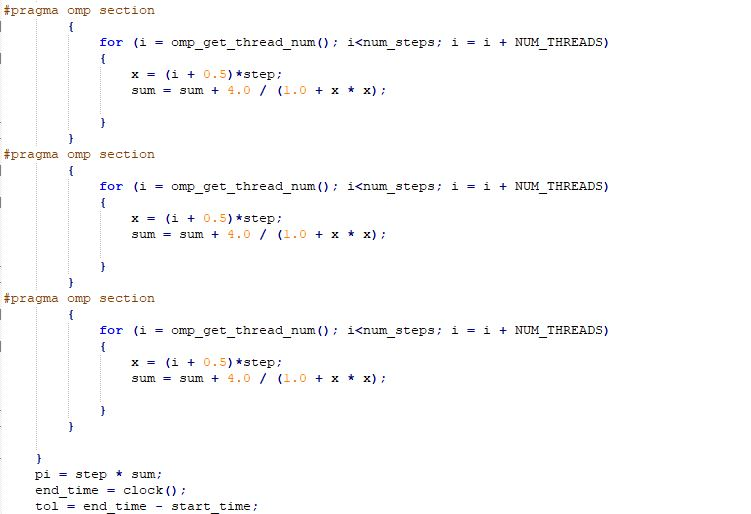 #pragma omp section
{
for (i = omp_get_thread_num(); i<num_steps; i = i + NUM_THREADS)
{
x = (i + 0.5)*step;
sum = sum + 4.0 / (1.0 + x * x);
}
}
#pragma omp section
{
for (i = omp_get_thread_num(); i<num_steps; i = i + NUM_THREADS)
{
x = (i + 0.5)*step;
sum = sum + 4.0 / (1.0 + x * x);
}
}
#pragma omp section
{
for (i = omp_get_thread_num(); i<num_steps; i = i + NUM_THREADS)
{
x = (i + 0.5)*step;
sum = sum + 4.0 / (1.0 + x * x);
}
}
}
pi = step * sum;
end_time = clock();
tol = end_time - start_time;